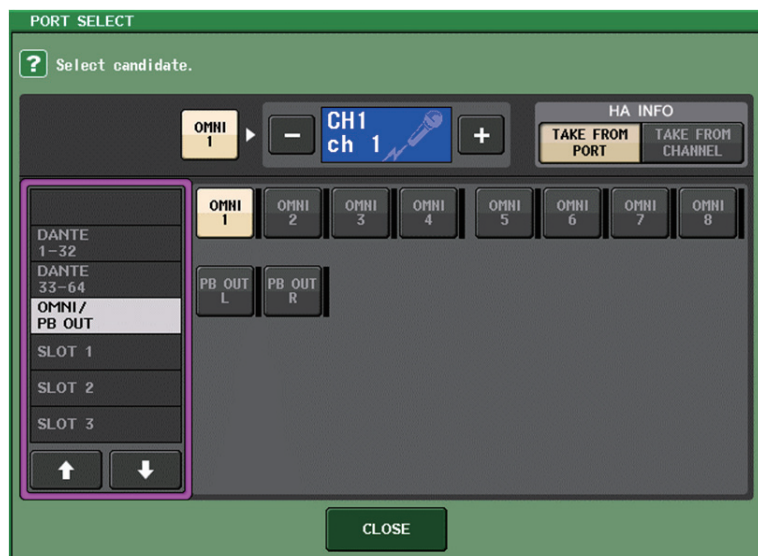 PORT SELECT
? Select candidate.
OMNI
1
−
CH1
ch 1
+
HA INFO
TAKE FROM
PORT
TAKE FROM
CHANNEL
DANTE
1-32
DANTE
33-64
OMNI/
PB OUT
SLOT 1
SLOT 2
SLOT 3
OMNI
1
OMNI
2
OMNI
3
OMNI
4
OMNI
5
OMNI
6
OMNI
7
OMNI
8
PB OUT
L
PB OUT
R
CLOSE